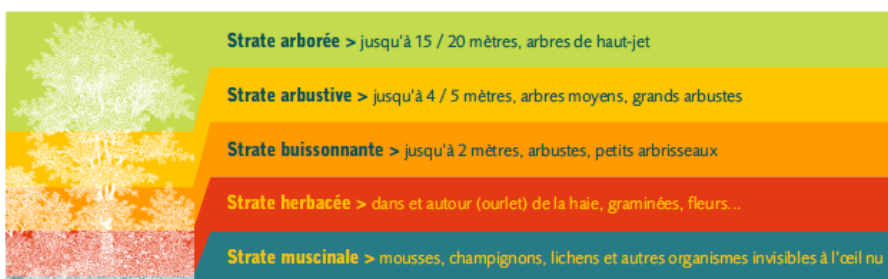 Strate arborée > jusqu'à 15 / 20 mètres, arbres de haut-jet
Strate arbustive > jusqu'à 4 / 5 mètres, arbres moyens, grands arbustes
Strate buissonnante > jusqu'à 2 mètres, arbustes, petits arbrisseaux
Strate herbacée > dans et autour (ourlet) de la haie, graminées, fleurs...
Strate muscinale > mousses, champignons, lichens et autres organismes invisibles à l'œil nu